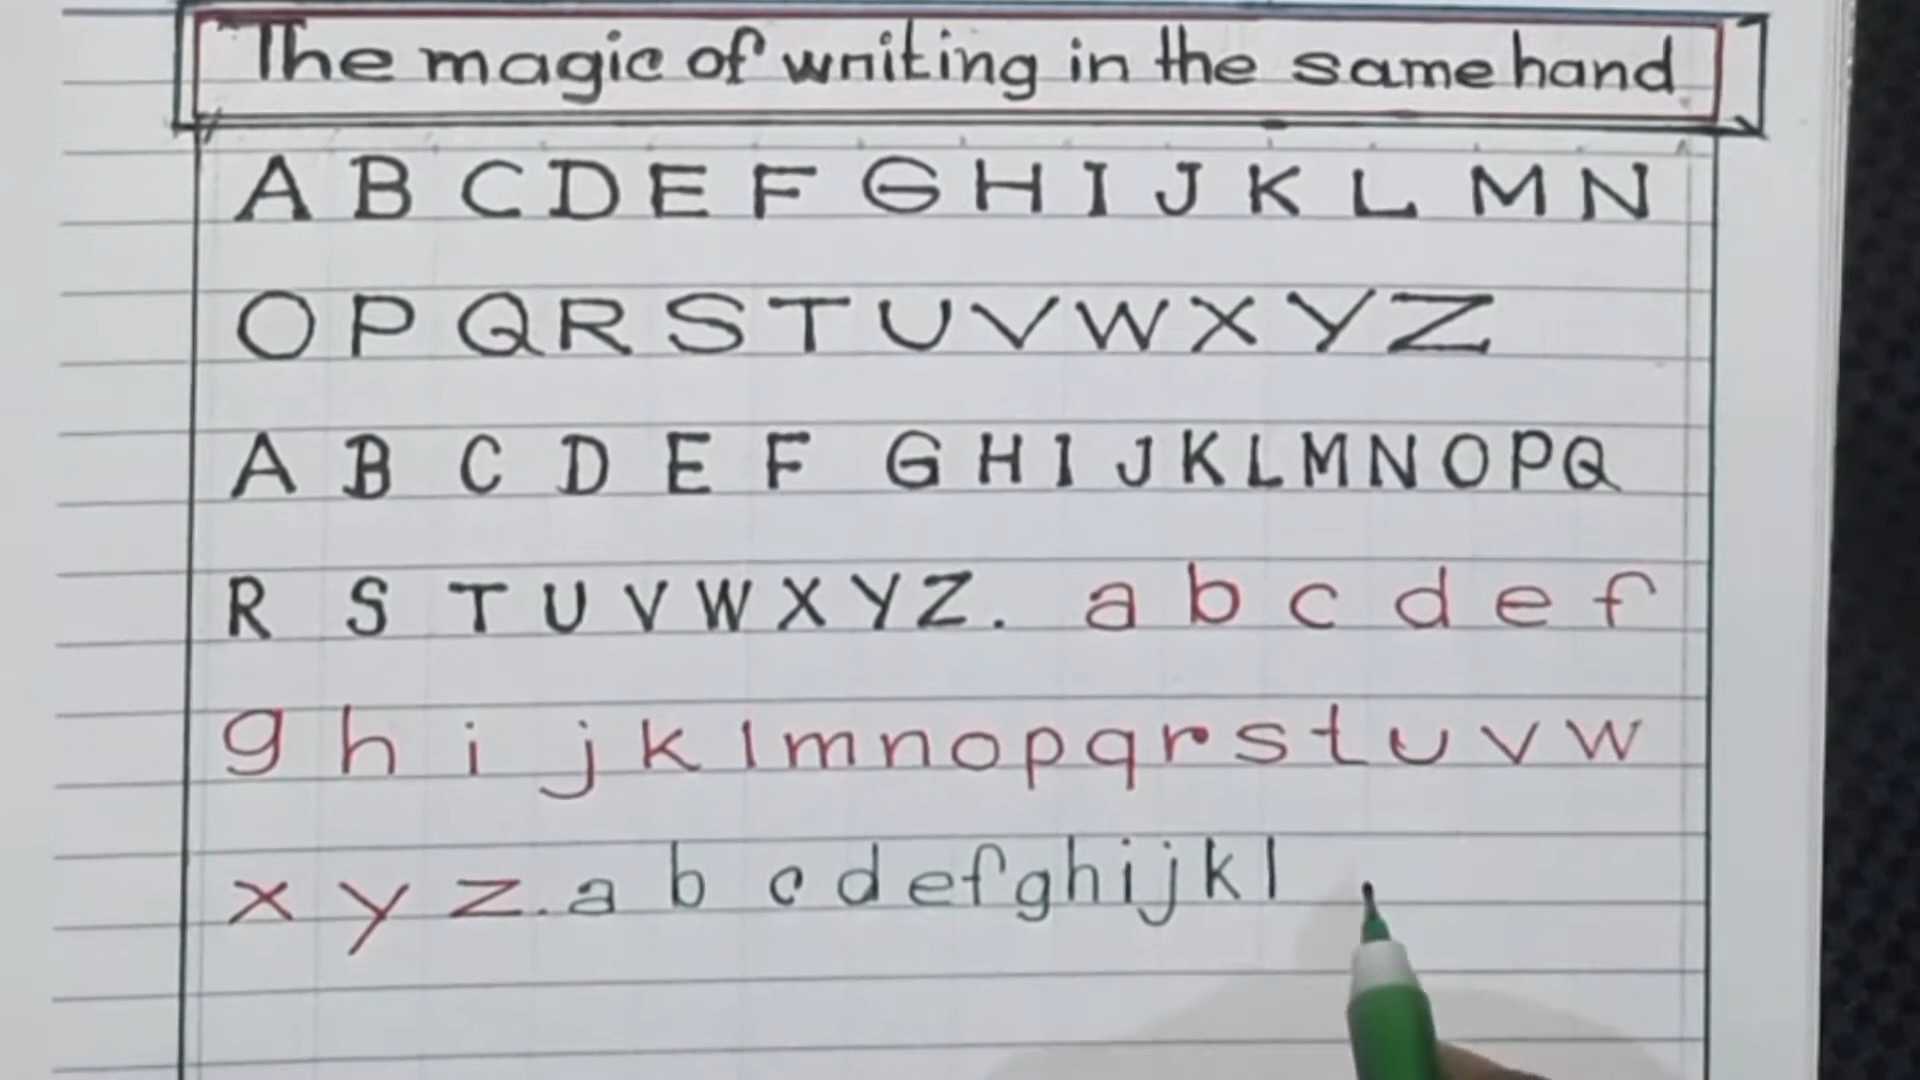 The magic of writing in the same hand
A B C D E F G H I J K L M N
O P Q R S T U V W X Y Z
A B C D E F G H I J K L M N O P Q
R S T U V W X Y Z. a b c d e f
g h i j k l m n o p q r s t u v w
x y z. a b c d e f g h i j k l